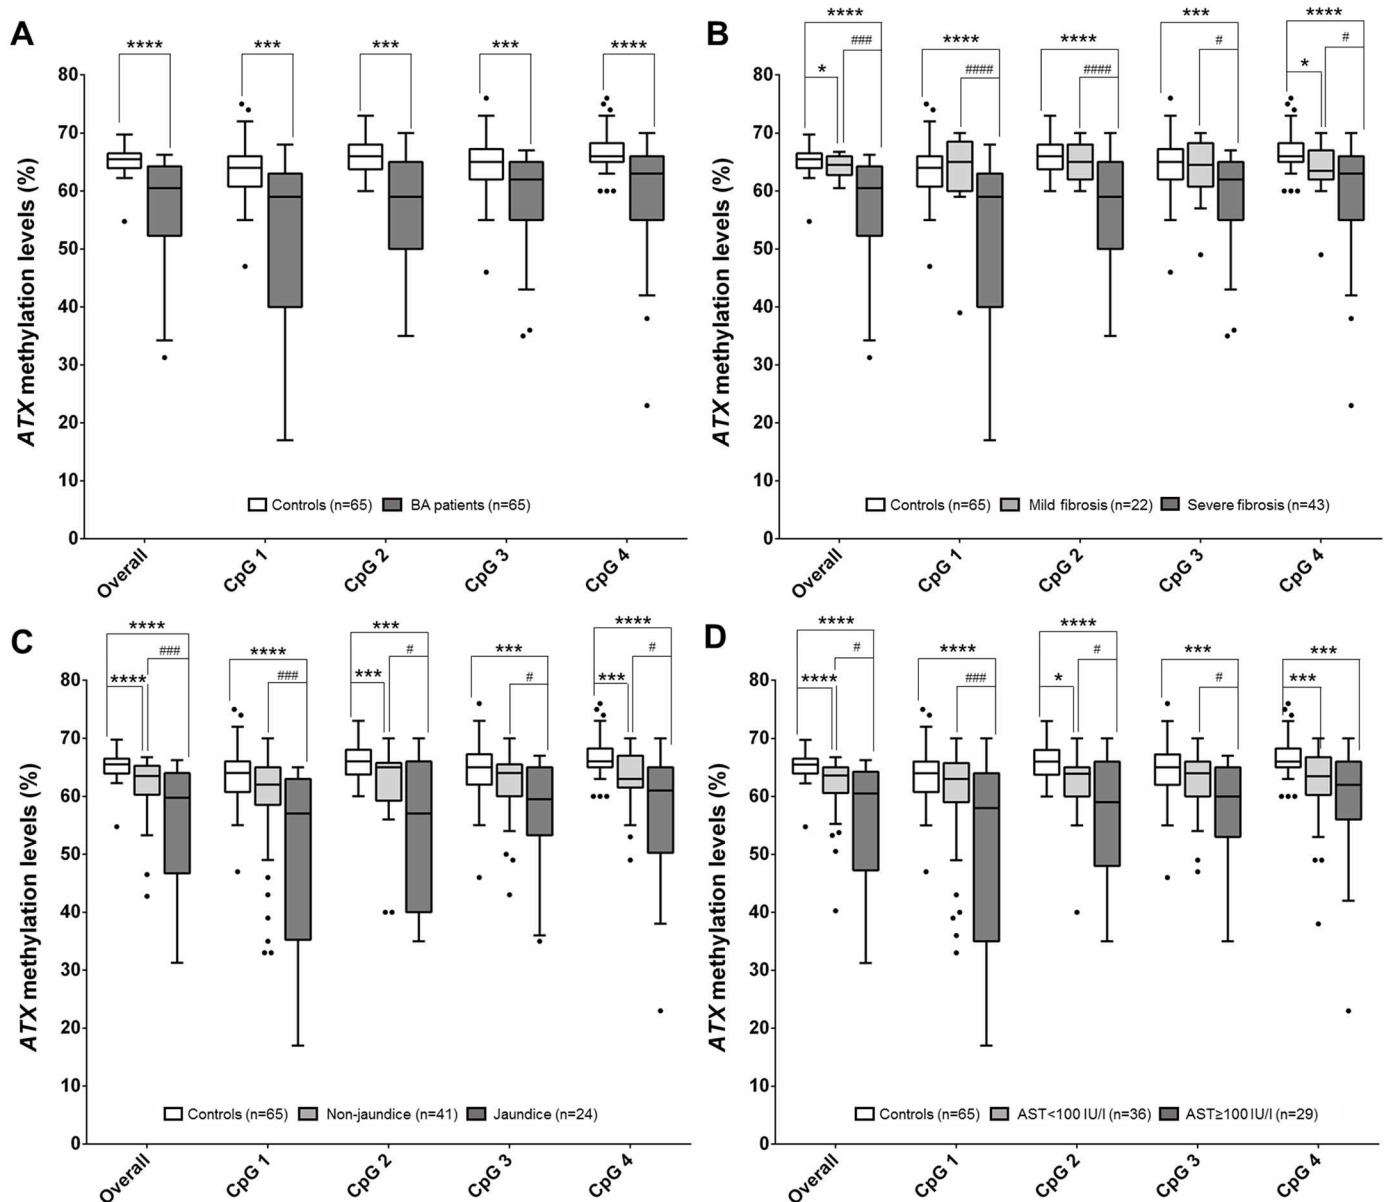 A
B
**** *** *** *** ****
**** ### * **** #### **** #### *** # **** # *
ATX methylation levels (%)
80
70
60
50
40
30
20
10
0
Controls (n=65) BA patients (n=65)
Overall CpG 1 CpG 2 CpG 3 CpG 4
ATX methylation levels (%)
80
70
60
50
40
30
20
10
0
Controls (n=65) Mild fibrosis (n=22) Severe fibrosis (n=43)
Overall CpG 1 CpG 2 CpG 3 CpG 4
C
**** ### **** **** ### *** # *** *** # **** # ***
ATX methylation levels (%)
80
70
60
50
40
30
20
10
0
Controls (n=65) Non-jaundice (n=41) Jaundice (n=24)
Overall CpG 1 CpG 2 CpG 3 CpG 4
D
**** # **** **** ### **** # * *** # *** ***
ATX methylation levels (%)
80
70
60
50
40
30
20
10
0
Controls (n=65) AST<100 IU/l (n=36) AST≥100 IU/l (n=29)
Overall CpG 1 CpG 2 CpG 3 CpG 4